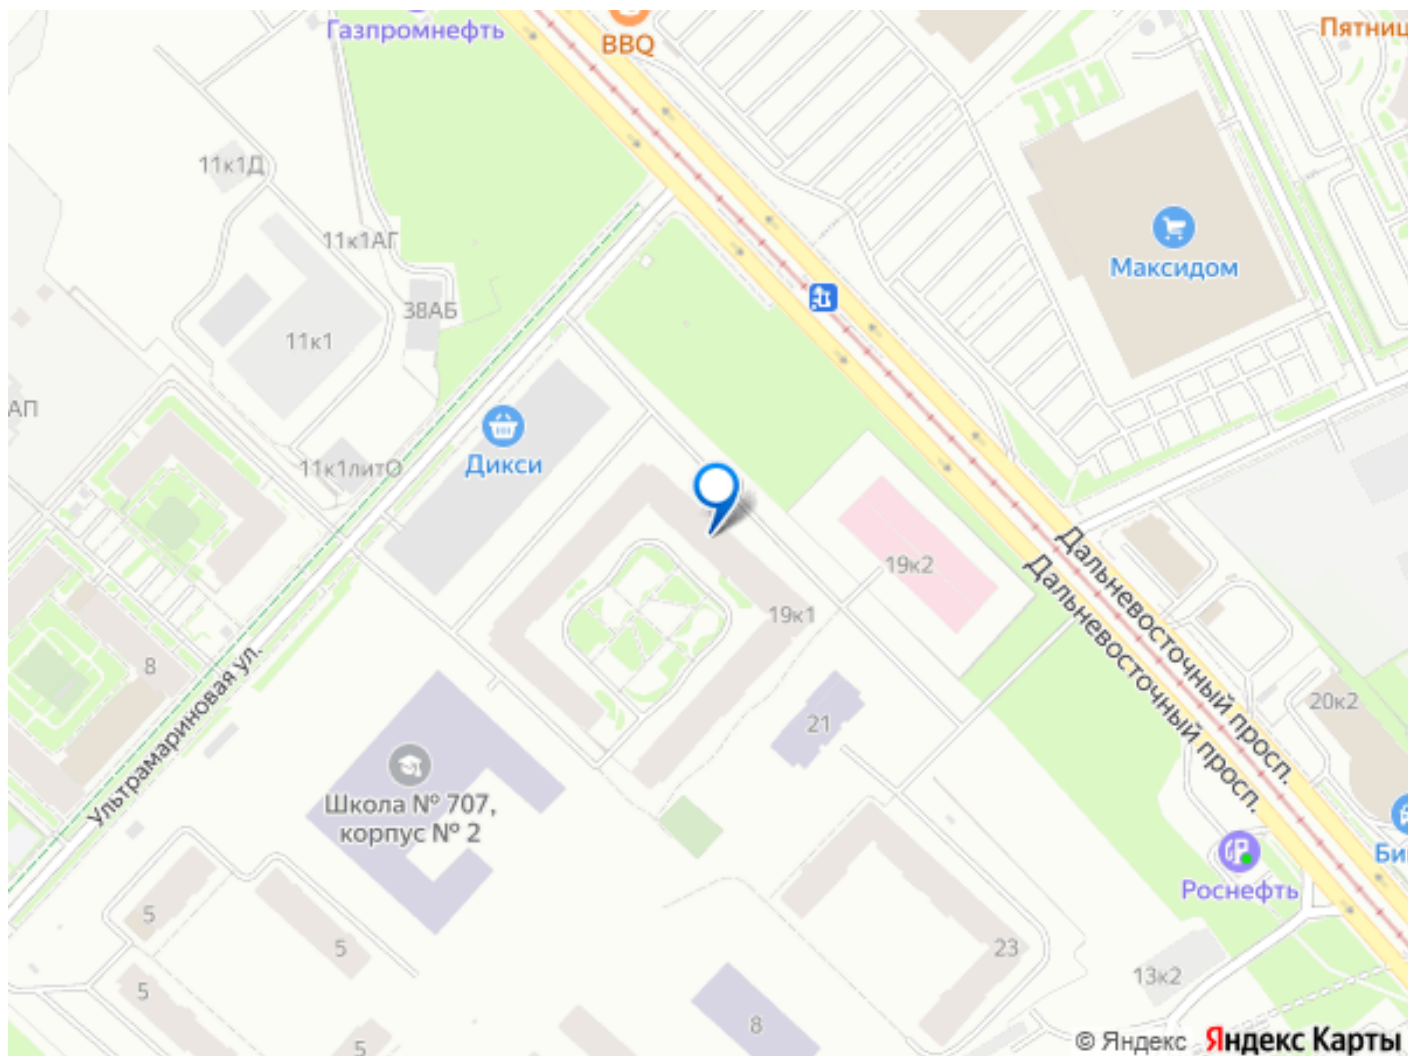 Газпромнефть
BBQ
Пятниц
11к1Д
11к1АГ
Максидом
38АБ
11к1
АП
Дикси
11к1литО
19к2
Дальневосточный просп.
Дальневосточный просп.
19к1
8
Ультрамариновая ул.
20к2
21
Школа № 707,
корпус № 2
Би
Роснефть
5
5
23
13к2
5
8
5
© Яндекс Яндекс Карты